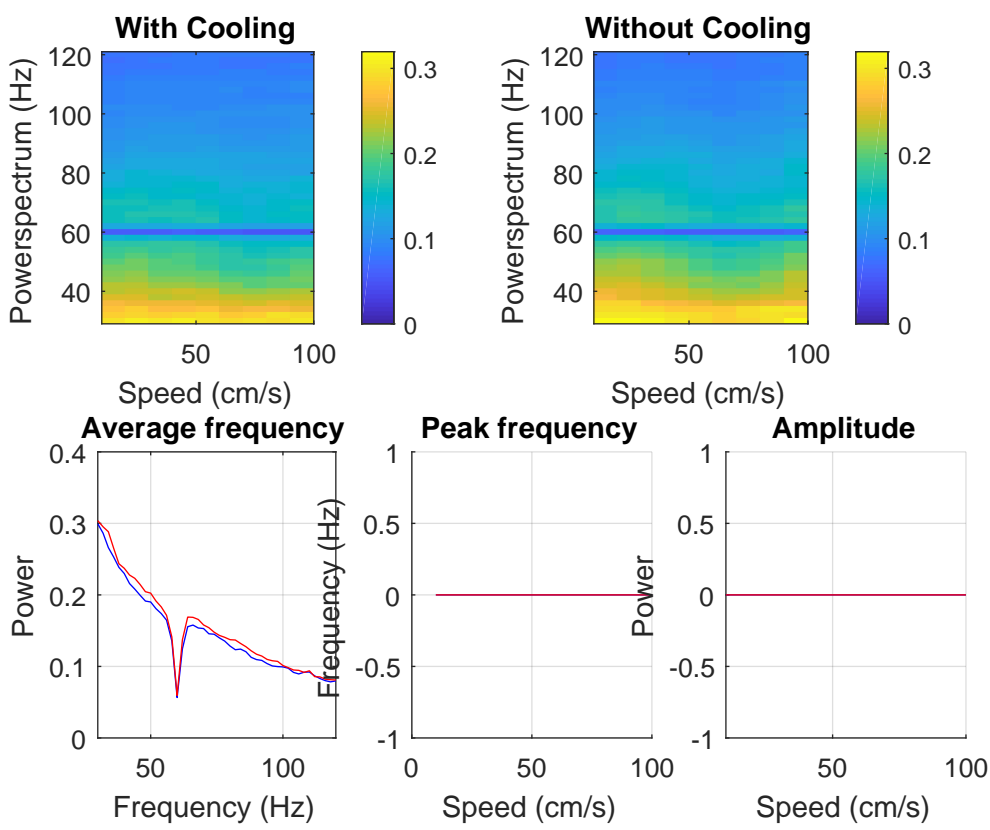 With Cooling
Powerspectrum (Hz)
120
100
80
60
40
50
100
Speed (cm/s)
0.3
0.2
0.1
0
Without Cooling
Powerspectrum (Hz)
120
100
80
60
40
50
100
Speed (cm/s)
0.3
0.2
0.1
0
Average frequency
Power
0.4
0.3
0.2
0.1
0
50
100
Frequency (Hz)
Peak frequency
Frequency (Hz)
1
0.5
0
-0.5
-1
0
50
100
Speed (cm/s)
Amplitude
Power
1
0.5
0
-0.5
-1
50
100
Speed (cm/s)